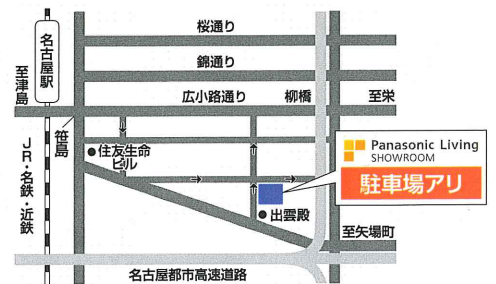 桜通り
名古屋駅
錦通り
至津島
広小路通り
柳橋
至栄
笹島
住友生命
ビル
JR・名鉄・近鉄
Panasonic Living
SHOWROOM
駐車場アリ
出雲殿
至矢場町
名古屋都市高速道路